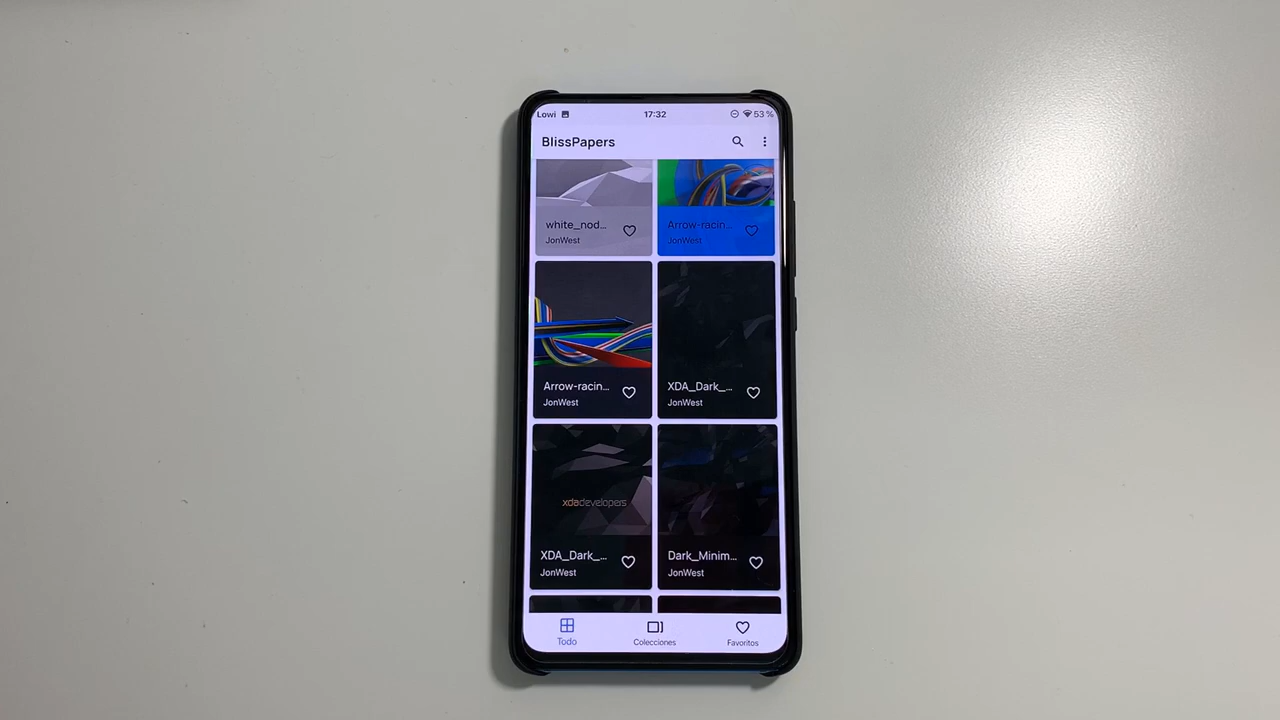 Lowi 17:32 53 %
BlissPapers
white_nod...
JonWest
Arrow-racin...
JonWest
Arrow-racin...
JonWest
XDA_Dark_...
JonWest
xdadevelopers
XDA_Dark_...
JonWest
Dark_Minim...
JonWest
Todo
Colecciones
Favoritos